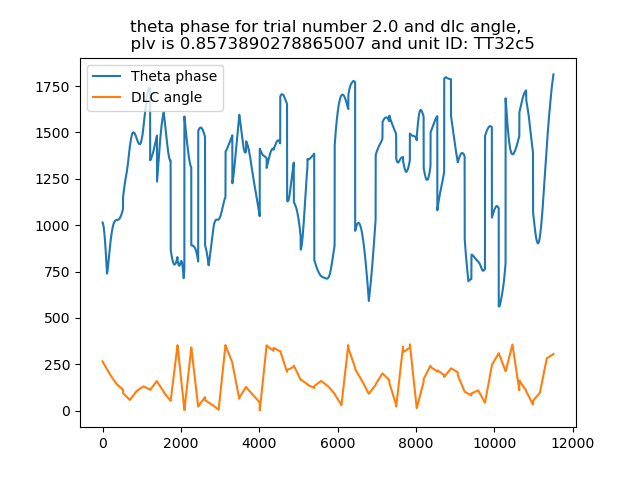 theta phase for trial number 2.0 and dlc angle,
plv is 0.8573890278865007 and unit ID: TT32c5
Theta phase
DLC angle
1750
1500
1250
1000
750
500
250
0
0 2000 4000 6000 8000 10000 12000